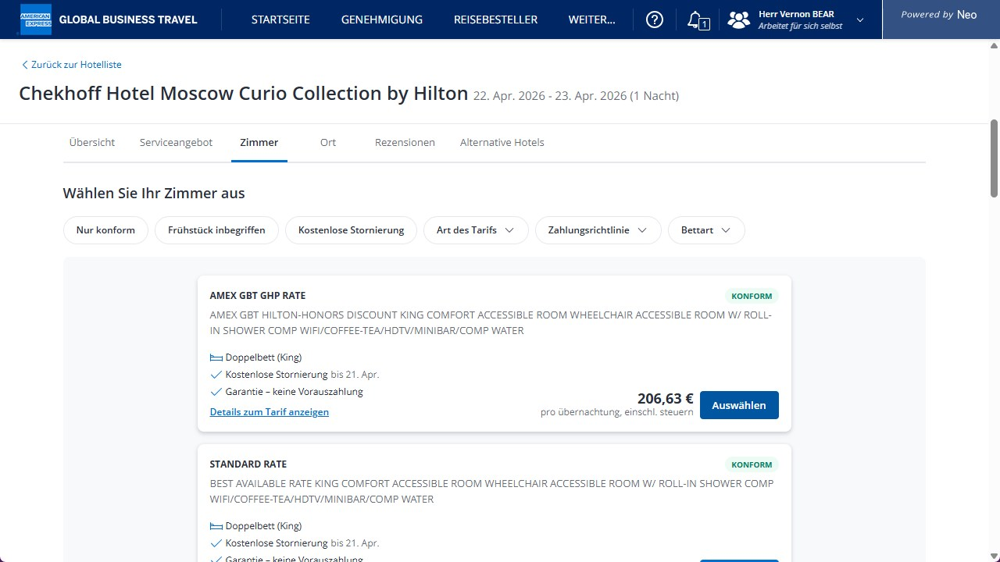 AMERICAN EXPRESS
GLOBAL BUSINESS TRAVEL
STARTSEITE
GENEHMIGUNG
REISEBESTELLER
WEITER...
1
Herr Vernon BEAR
Arbeitet für sich selbst
Powered by Neo
Zurück zur Hotelliste
Chekhoff Hotel Moscow Curio Collection by Hilton 22. Apr. 2026 - 23. Apr. 2026 (1 Nacht)
Übersicht
Serviceangebot
Zimmer
Ort
Rezensionen
Alternative Hotels
Wählen Sie Ihr Zimmer aus
Nur konform
Frühstück inbegriffen
Kostenlose Stornierung
Art des Tarifs
Zahlungsrichtlinie
Bettart
AMEX GBT GHP RATE
KONFORM
AMEX GBT HILTON-HONORS DISCOUNT KING COMFORT ACCESSIBLE ROOM WHEELCHAIR ACCESSIBLE ROOM W/ ROLL-
IN SHOWER COMP WIFI/COFFEE-TEA/HDTV/MINIBAR/COMP WATER
Doppelbett (King)
Kostenlose Stornierung bis 21. Apr.
Garantie – keine Vorauszahlung
Details zum Tarif anzeigen
206,63 €
pro übernachtung, einschl. steuern
Auswählen
STANDARD RATE
KONFORM
BEST AVAILABLE RATE KING COMFORT ACCESSIBLE ROOM WHEELCHAIR ACCESSIBLE ROOM W/ ROLL-IN SHOWER COMP
WIFI/COFFEE-TEA/HDTV/MINIBAR/COMP WATER
Doppelbett (King)
Kostenlose Stornierung bis 21. Apr.
Garantie – keine Vorauszahlung